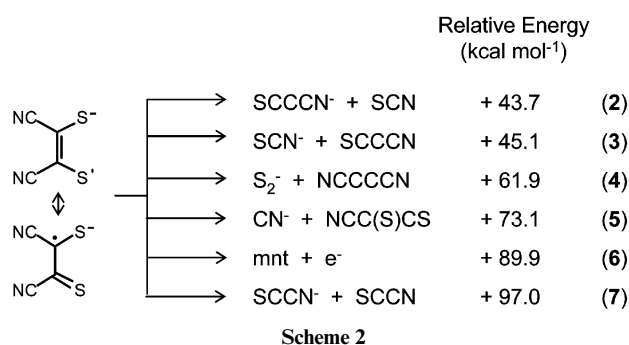 Relative Energy
(kcal mol-1)
NC S-
NC S•
NC S-
NC S
SCCCN- + SCN + 43.7 (2)
SCN- + SCCCN + 45.1 (3)
S2- + NCCCCN + 61.9 (4)
CN- + NCC(S)CS + 73.1 (5)
mnt + e- + 89.9 (6)
SCCN- + SCCN + 97.0 (7)
Scheme 2